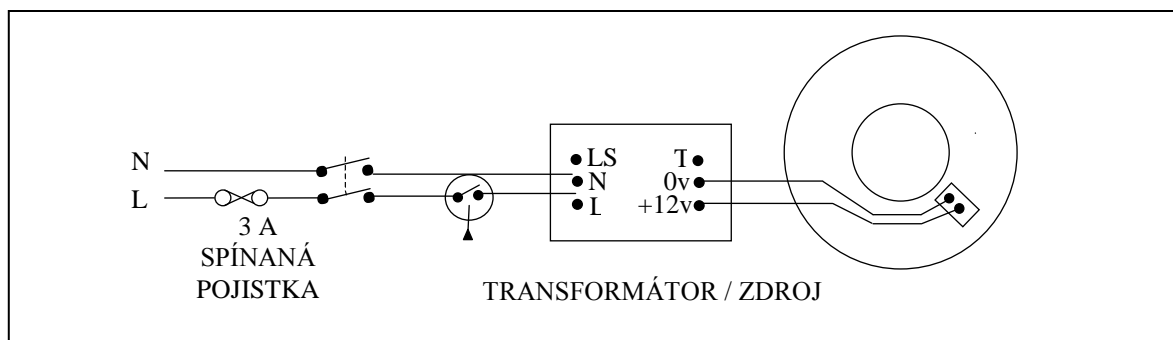 N
L
3 A
SPÍNANÁ
POJISTKA
LS
N
L
T
0v
+12v
TRANSFORMÁTOR / ZDROJ